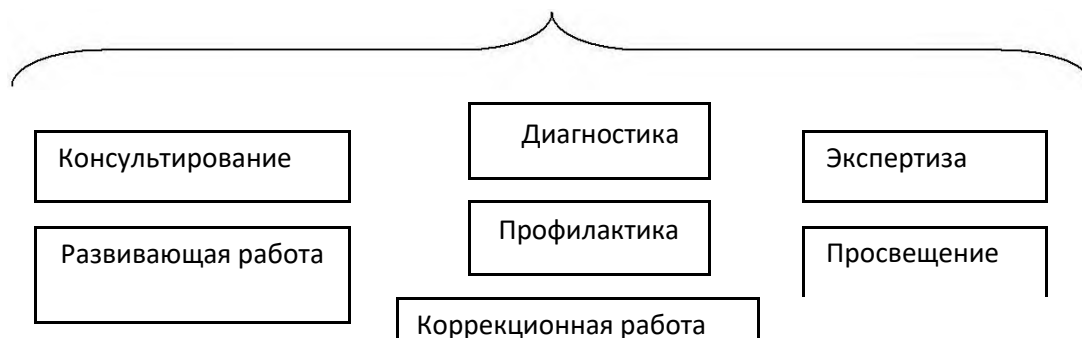 Диагностика
Консультирование
Экспертиза
Профилактика
Развивающая работа
Просвещение
Коррекционная работа